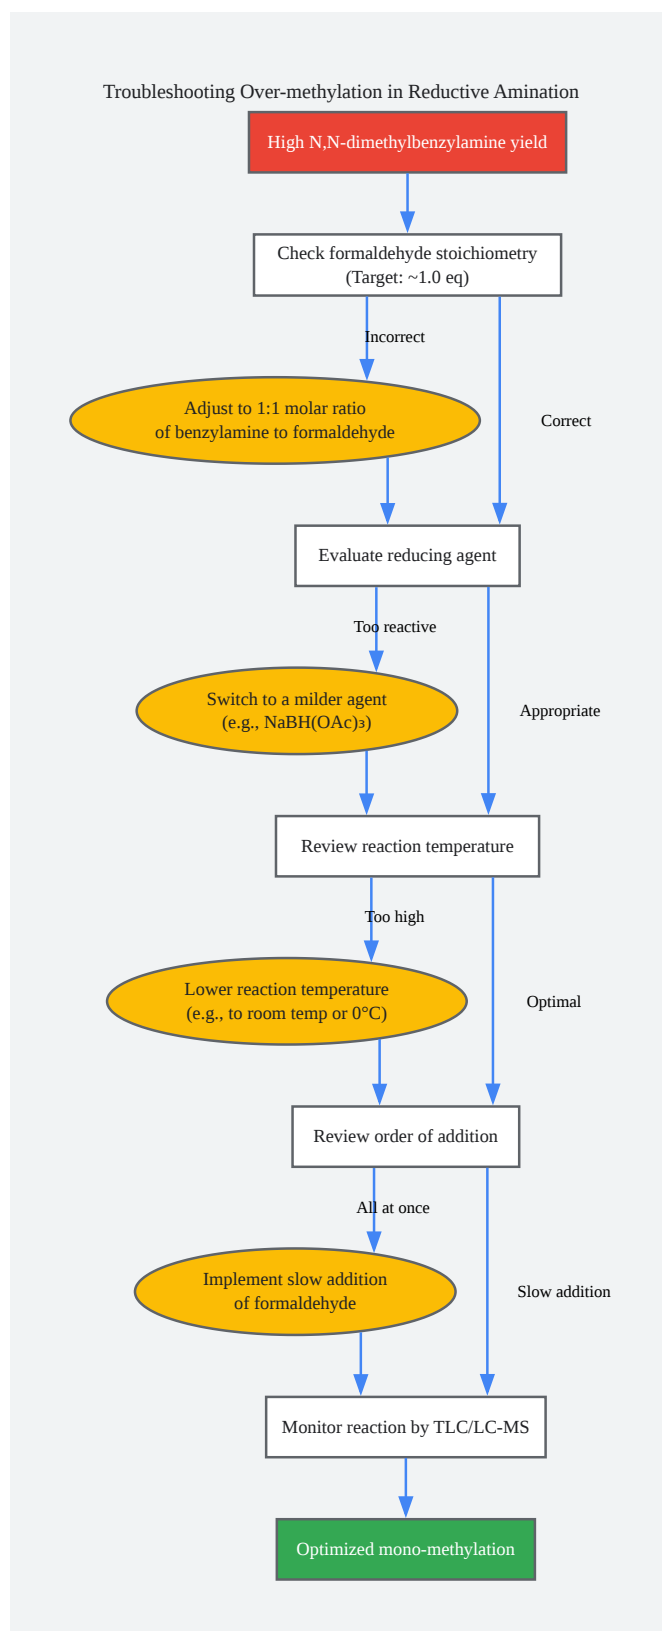 Troubleshooting Over-methylation in Reductive Amination
High N,N-dimethylbenzylamine yield
Check formaldehyde stoichiometry
(Target: ~1.0 eq)
Incorrect
Adjust to 1:1 molar ratio
of benzylamine to formaldehyde
Correct
Evaluate reducing agent
Too reactive
Switch to a milder agent
(e.g., NaBH(OAc)₃)
Appropriate
Review reaction temperature
Too high
Lower reaction temperature
(e.g., to room temp or 0°C)
Optimal
Review order of addition
All at once
Implement slow addition
of formaldehyde
Slow addition
Monitor reaction by TLC/LC-MS
Optimized mono-methylation